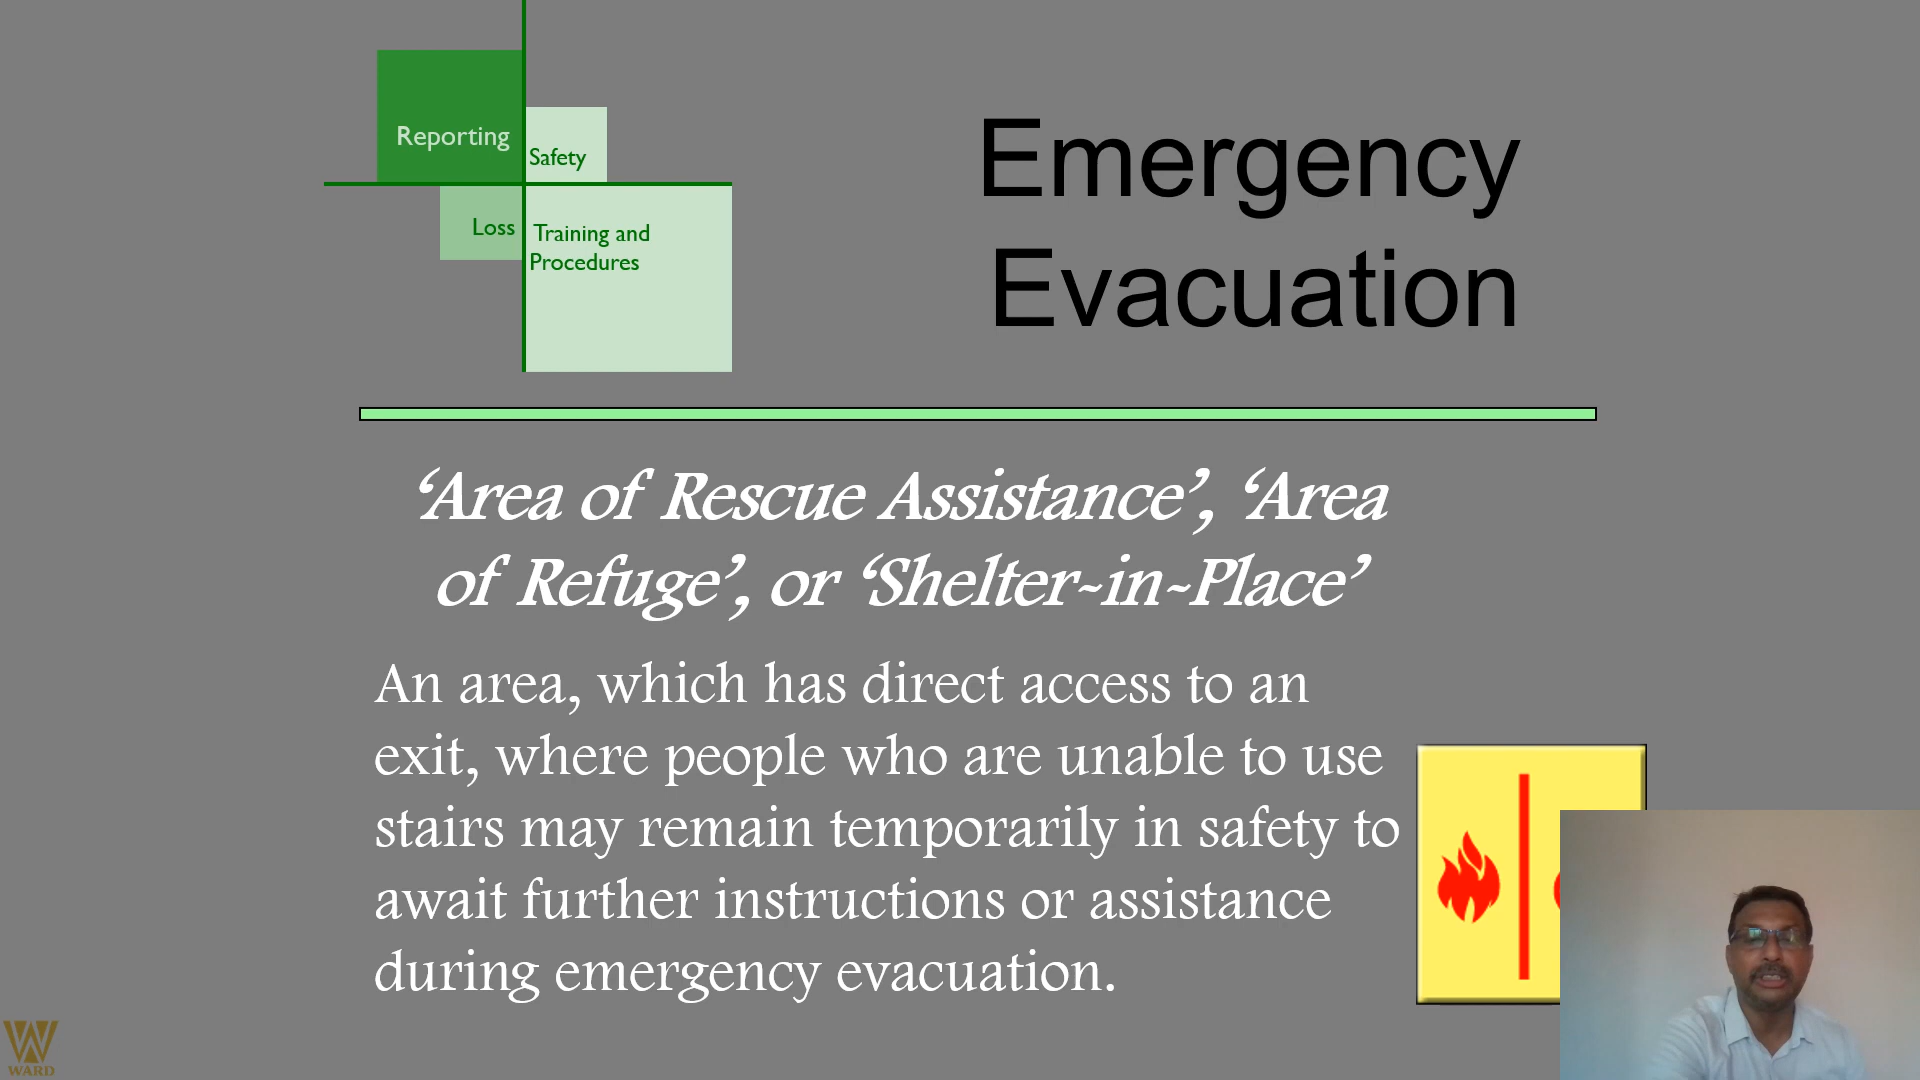 Reporting
Safety
Loss
Training and
Procedures
Emergency
Evacuation
‘Area of Rescue Assistance’, ‘Area
of Refuge’, or ‘Shelter-in-Place’
An area, which has direct access to an
exit, where people who are unable to use
stairs may remain temporarily in safety to
await further instructions or assistance
during emergency evacuation.
WARD